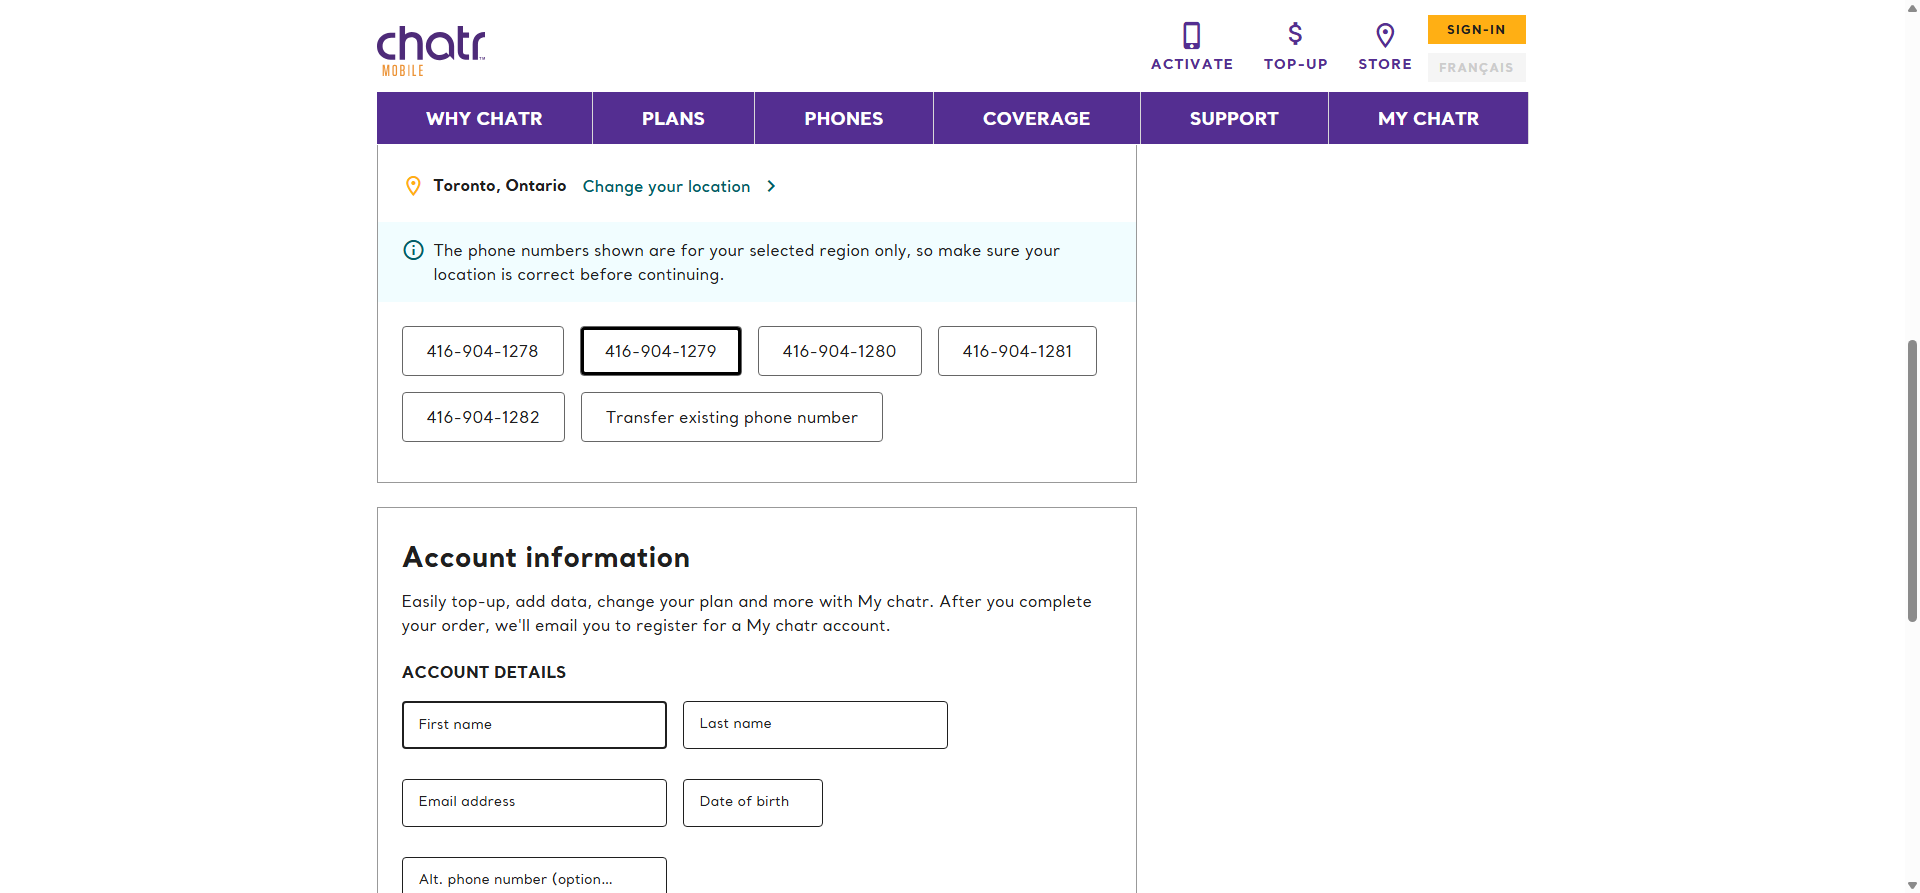 chatr
MOBILE
ACTIVATE
TOP-UP
STORE
SIGN-IN
FRANÇAIS
WHY CHATR
PLANS
PHONES
COVERAGE
SUPPORT
MY CHATR
Toronto, Ontario Change your location
The phone numbers shown are for your selected region only, so make sure your
location is correct before continuing.
416-904-1278
416-904-1279
416-904-1280
416-904-1281
416-904-1282
Transfer existing phone number
Account information
Easily top-up, add data, change your plan and more with My chatr. After you complete
your order, we'll email you to register for a My chatr account.
ACCOUNT DETAILS
First name
Last name
Email address
Date of birth
Alt. phone number (option...